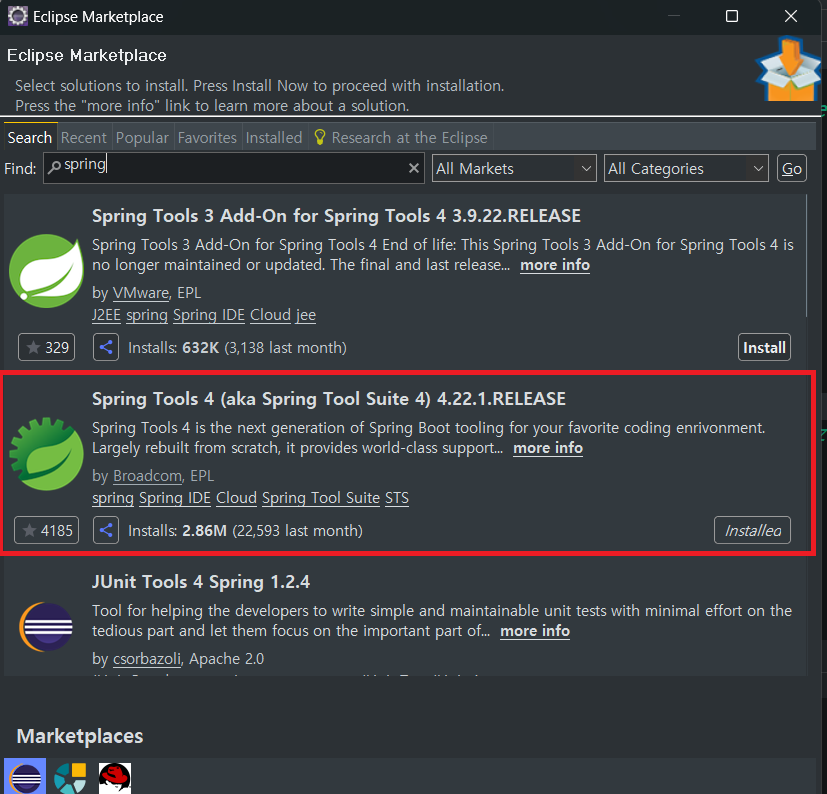 Eclipse Marketplace
Eclipse Marketplace
Select solutions to install. Press Install Now to proceed with installation.
Press the "more info" link to learn more about a solution.
Search Recent Popular Favorites Installed Research at the Eclipse
Find: spring All Markets All Categories Go
Spring Tools 3 Add-On for Spring Tools 4 3.9.22.RELEASE
Spring Tools 3 Add-On for Spring Tools 4 End of life: This Spring Tools 3 Add-On for Spring Tools 4 is
no longer maintained or updated. The final and last release... more info
by VMware, EPL
J2EE spring Spring IDE Cloud jee
329 Installs: 632K (3,138 last month) Install
Spring Tools 4 (aka Spring Tool Suite 4) 4.22.1.RELEASE
Spring Tools 4 is the next generation of Spring Boot tooling for your favorite coding enrivonment.
Largely rebuilt from scratch, it provides world-class support... more info
by Broadcom, EPL
spring Spring IDE Cloud Spring Tool Suite STS
4185 Installs: 2.86M (22,593 last month) Installed
JUnit Tools 4 Spring 1.2.4
Tool for helping the developers to write simple and maintainable unit tests with minimal effort on the
tedious part and let them focus on the important part of... more info
by csorbazoli, Apache 2.0
Marketplaces